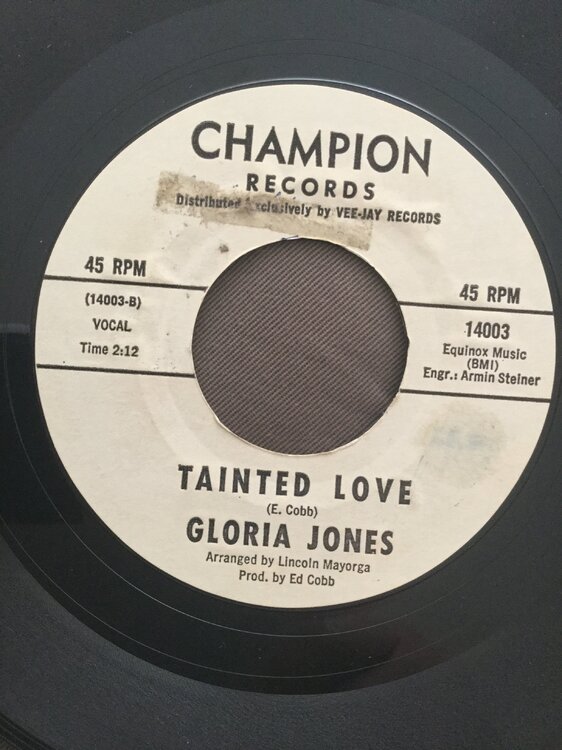 CHAMPION
RECORDS
Distributed Exclusively by VEE-JAY RECORDS
45 RPM
(14003-B)
VOCAL
Time 2:12
45 RPM
14003
Equinox Music
(BMI)
Engr.: Armin Steiner
TAINTED LOVE
(E. Cobb)
GLORIA JONES
Arranged by Lincoln Mayorga
Prod. by Ed Cobb